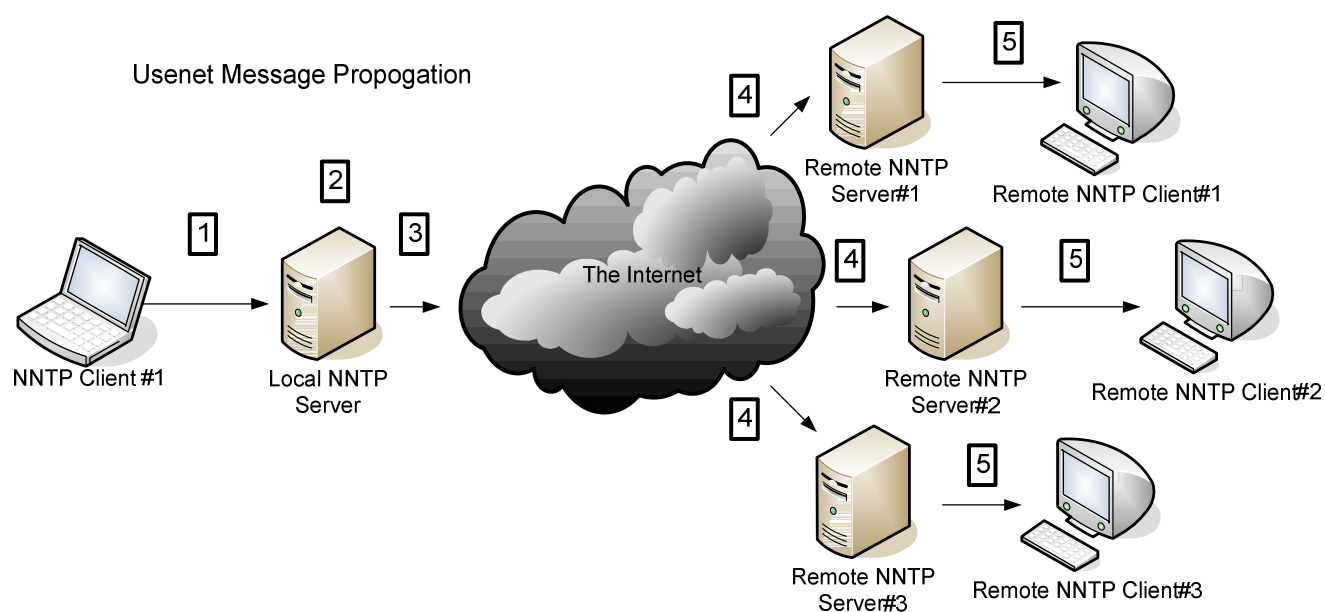 Usenet Message Propogation
1
2
3
4
4
4
5
5
5
NNTP Client #1
Local NNTP
Server
The Internet
Remote NNTP
Server#1
Remote NNTP Client#1
Remote NNTP
Server#2
Remote NNTP Client#2
Remote NNTP
Server#3
Remote NNTP Client#3